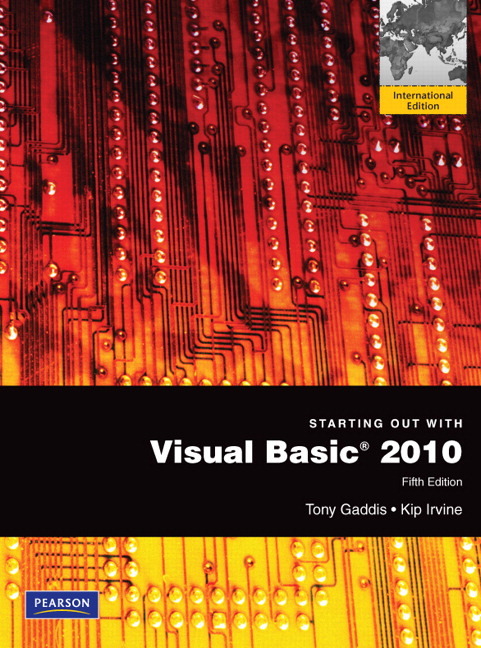 International
Edition
STARTING OUT WITH
Visual Basic® 2010
Fifth Edition
Tony Gaddis • Kip Irvine
PEARSON